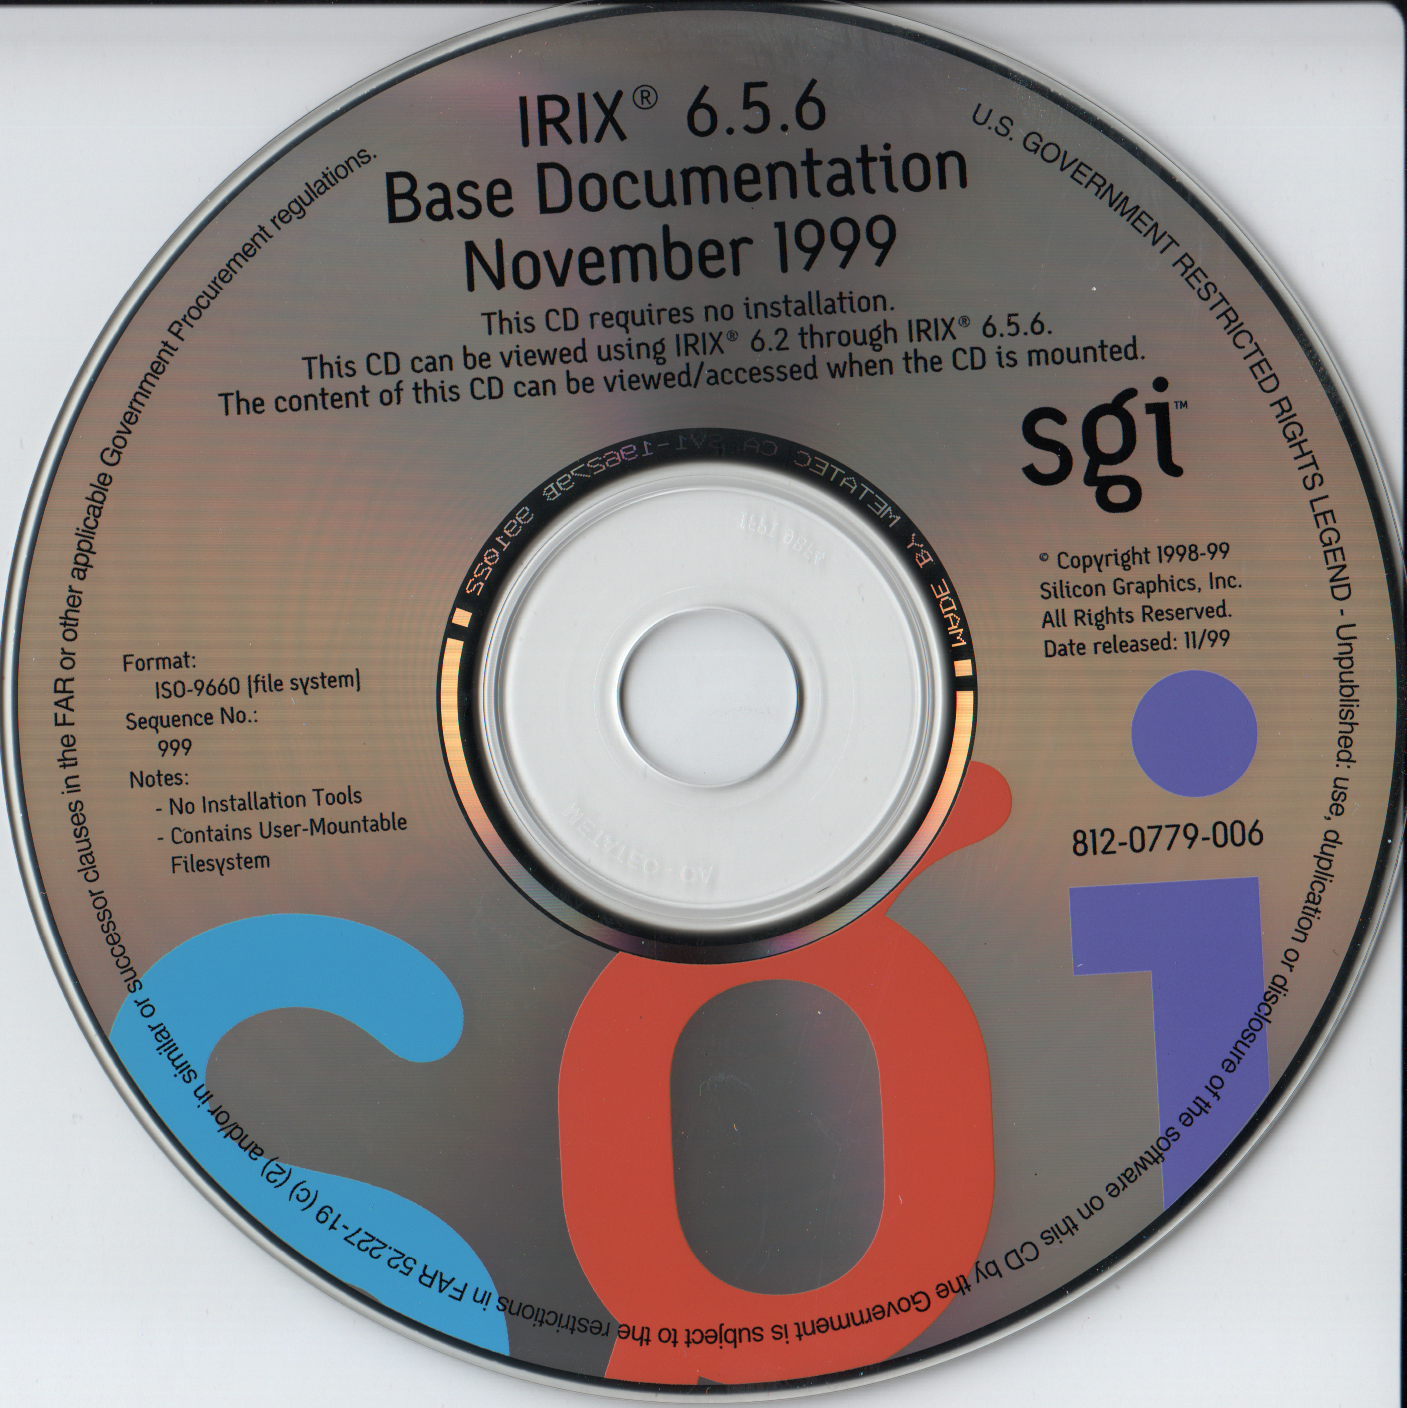 IRIX® 6.5.6
Base Documentation
November 1999
This CD requires no installation.
This CD can be viewed using IRIX® 6.2 through IRIX® 6.5.6.
The content of this CD can be viewed/accessed when the CD is mounted.
sgi™
© Copyright 1998-99
Silicon Graphics, Inc.
All Rights Reserved.
Date released: 11/99
Format:
ISO-9660 (file system)
Sequence No.:
999
Notes:
- No Installation Tools
- Contains User-Mountable
Filesystem
812-0779-006
sgi
U.S. GOVERNMENT RESTRICTED RIGHTS LEGEND - Unpublished: use, duplication or disclosure of the software on this CD by the Government is subject to the restrictions in FAR 52.227-19 (c) (2) and/or in similar or successor clauses in the FAR or other applicable Government Procurement regulations.
MADE BY METATEC CA 991022